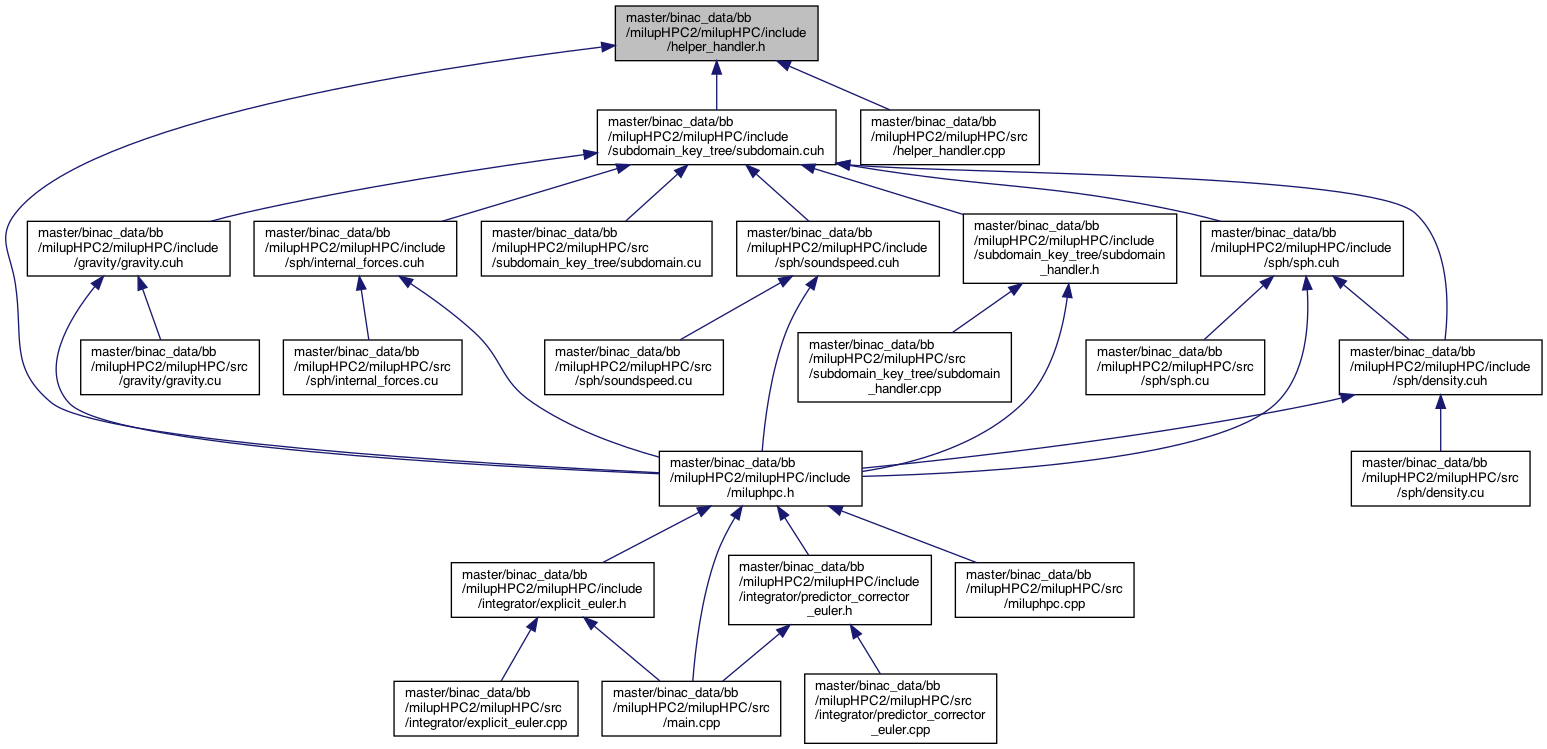 master/binac_data/bb
/milupHPC2/milupHPC/include
/helper_handler.h
master/binac_data/bb
/milupHPC2/milupHPC/include
/subdomain_key_tree/subdomain.cuh
master/binac_data/bb
/milupHPC2/milupHPC/src
/helper_handler.cpp
master/binac_data/bb
/milupHPC2/milupHPC/include
/gravity/gravity.cuh
master/binac_data/bb
/milupHPC2/milupHPC/include
/sph/internal_forces.cuh
master/binac_data/bb
/milupHPC2/milupHPC/src
/subdomain_key_tree/subdomain.cu
master/binac_data/bb
/milupHPC2/milupHPC/include
/sph/soundspeed.cuh
master/binac_data/bb
/milupHPC2/milupHPC/include
/subdomain_key_tree/subdomain
_handler.h
master/binac_data/bb
/milupHPC2/milupHPC/include
/sph/sph.cuh
master/binac_data/bb
/milupHPC2/milupHPC/src
/gravity/gravity.cu
master/binac_data/bb
/milupHPC2/milupHPC/src
/sph/internal_forces.cu
master/binac_data/bb
/milupHPC2/milupHPC/src
/sph/soundspeed.cu
master/binac_data/bb
/milupHPC2/milupHPC/src
/subdomain_key_tree/subdomain
_handler.cpp
master/binac_data/bb
/milupHPC2/milupHPC/src
/sph/sph.cu
master/binac_data/bb
/milupHPC2/milupHPC/include
/sph/density.cuh
master/binac_data/bb
/milupHPC2/milupHPC/include
/miluphpc.h
master/binac_data/bb
/milupHPC2/milupHPC/src
/sph/density.cu
master/binac_data/bb
/milupHPC2/milupHPC/include
/integrator/explicit_euler.h
master/binac_data/bb
/milupHPC2/milupHPC/include
/integrator/predictor_corrector
_euler.h
master/binac_data/bb
/milupHPC2/milupHPC/src
/miluphpc.cpp
master/binac_data/bb
/milupHPC2/milupHPC/src
/integrator/explicit_euler.cpp
master/binac_data/bb
/milupHPC2/milupHPC/src
/main.cpp
master/binac_data/bb
/milupHPC2/milupHPC/src
/integrator/predictor_corrector
_euler.cpp